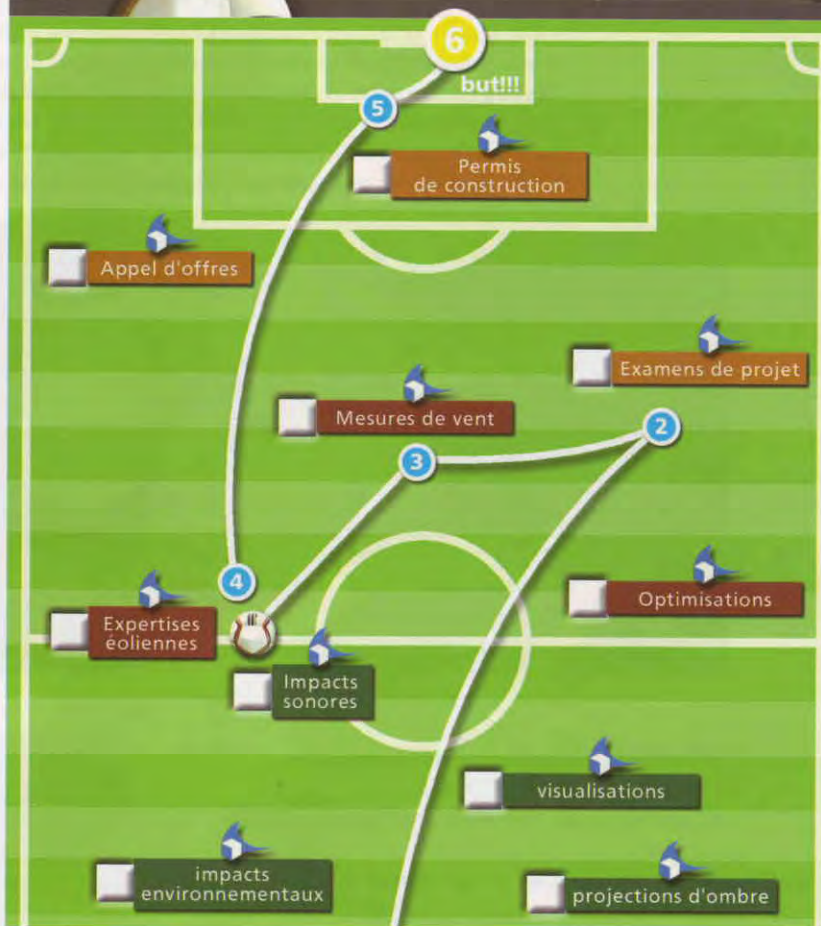 6
but!!!
5
Permis
de construction
Appel d'offres
Examens de projet
Mesures de vent
2
3
4
Optimisations
Expertises
éoliennes
Impacts
sonores
visualisations
impacts
environnementaux
projections d'ombre